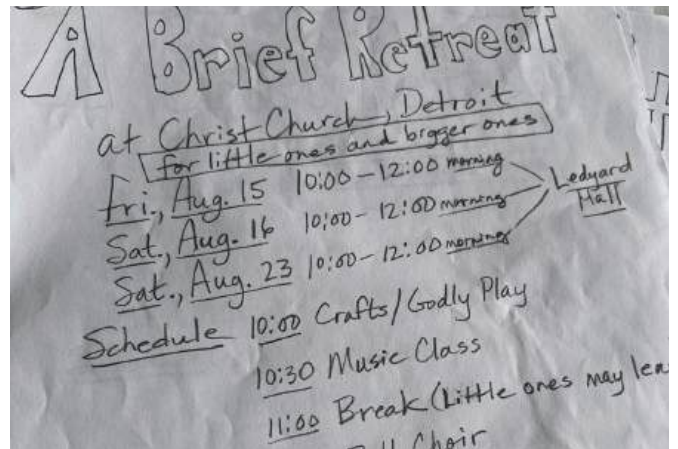 A Brief Retreat
at Christ Church, Detroit
for little ones and bigger ones
Fri., Aug. 15 10:00-12:00 morning
Ledyard
Hall
Sat., Aug. 16 10:00-12:00 morning
Sat., Aug. 23 10:00-12:00 morning
Schedule 10:00 Crafts/Godly Play
10:30 Music Class
11:00 Break (Little ones may lea
Choir